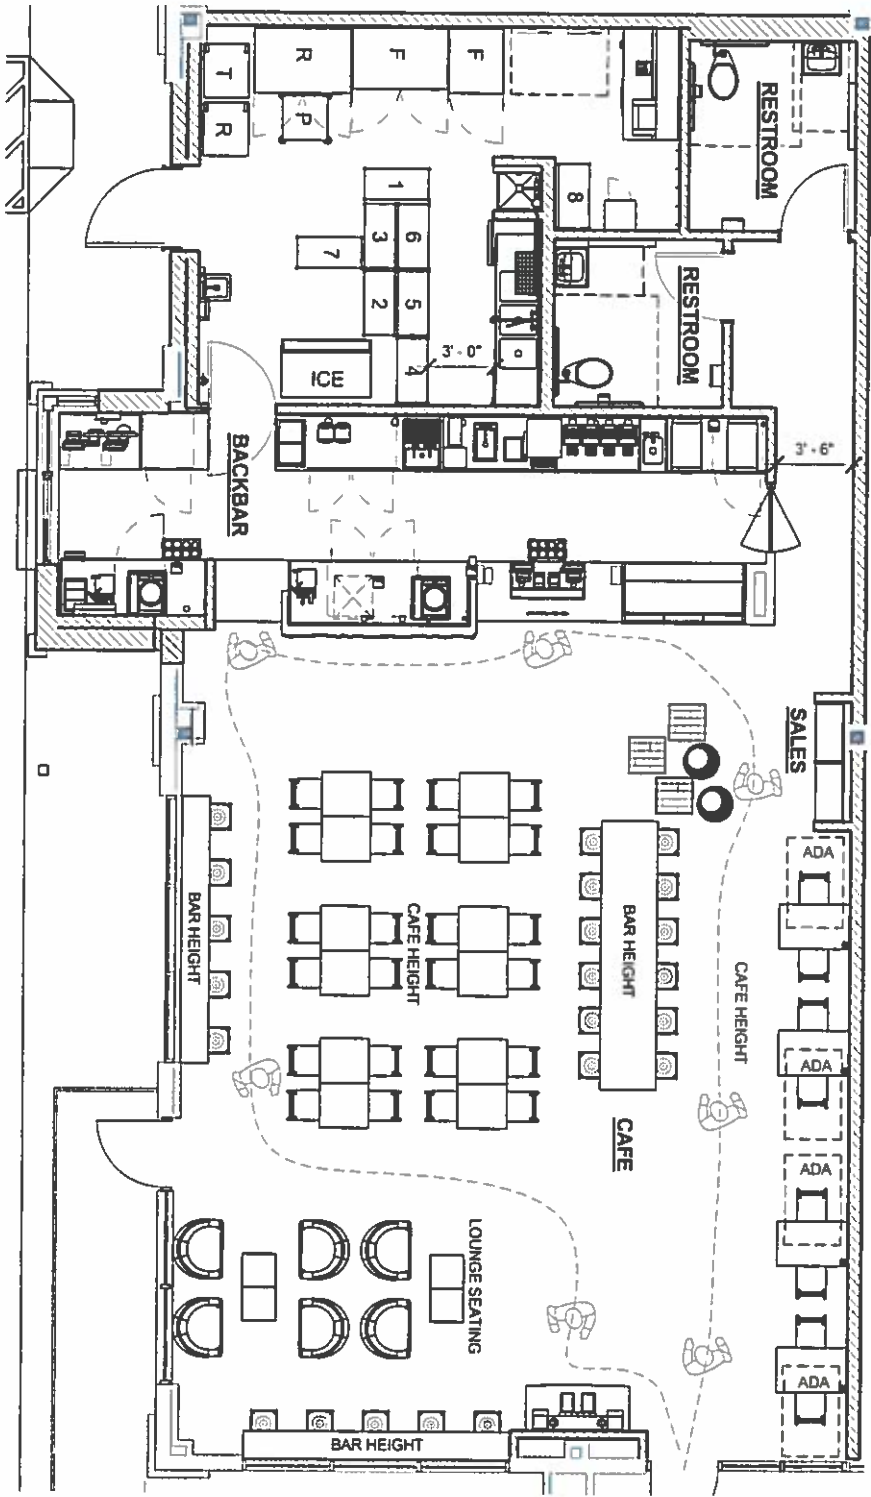 R
F
F
T
R
P
RESTROOM
8
1
3
6
7
2
5
4
RESTROOM
3'-0"
ICE
BACKBAR
3'-6"
SALES
ADA
BAR HEIGHT
CAFE HEIGHT
BAR HEIGHT
CAFE HEIGHT
ADA
CAFE
ADA
LOUNGE SEATING
ADA
BAR HEIGHT